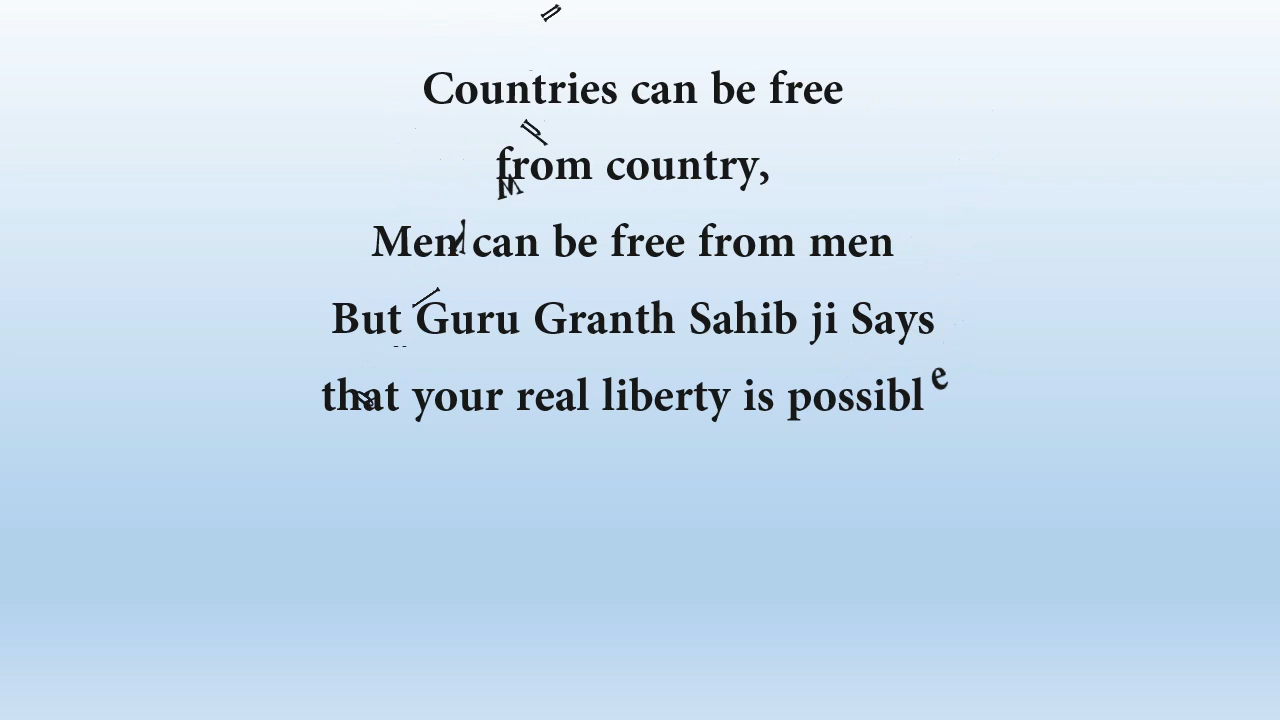 Countries can be free
from country,
Men can be free from men
But Guru Granth Sahib ji Says
that your real liberty is possible